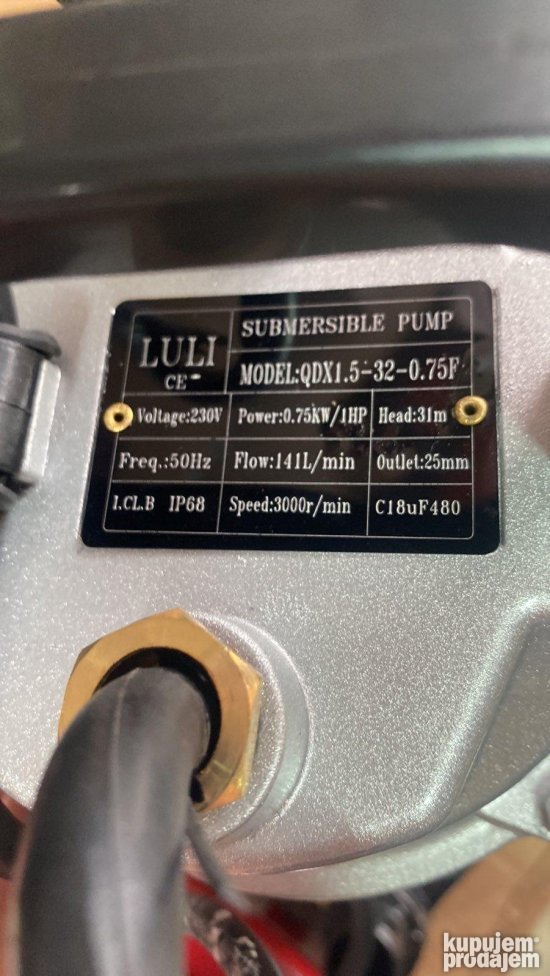 LULI
CE
SUBMERSIBLE PUMP
MODEL:QDX1.5-32-0.75F
Voltage:230V Power:0.75KW/1HP Head:31m
Freq.:50Hz Flow:141L/min Outlet:25mm
I.CL.B IP68 Speed:3000r/min C18uF480
kupujem
prodajem